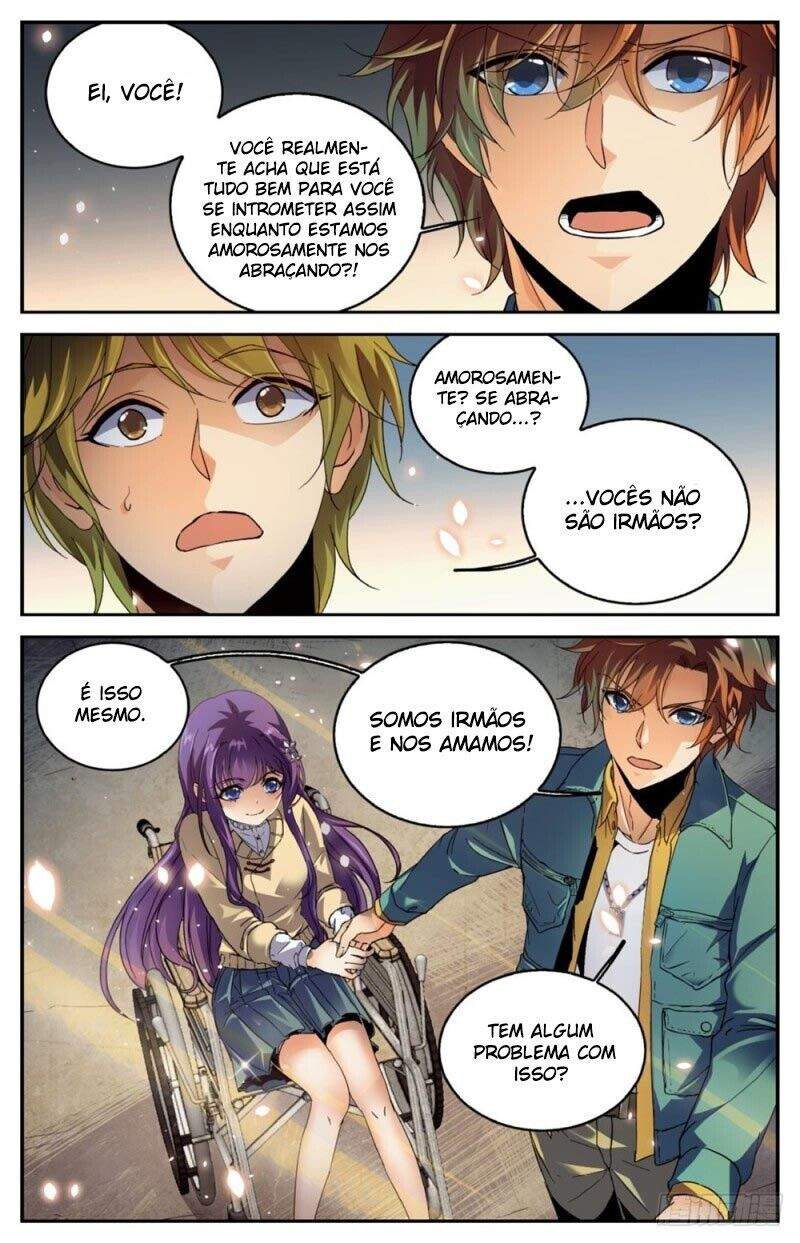 EI, VOCÊ!
VOCÊ REALMEN-
TE ACHA QUE ESTÁ
TUDO BEM PARA VOCÊ
SE INTROMETER ASSIM
ENQUANTO ESTAMOS
AMOROSAMENTE NOS
ABRAÇANDO?!
AMOROSAMEN-
TE? SE ABRA-
ÇANDO...?
...VOCÊS NÃO
SÃO IRMÃOS?
É ISSO
MESMO.
SOMOS IRMÃOS
E NOS AMAMOS!
TEM ALGUM
PROBLEMA COM
ISSO?